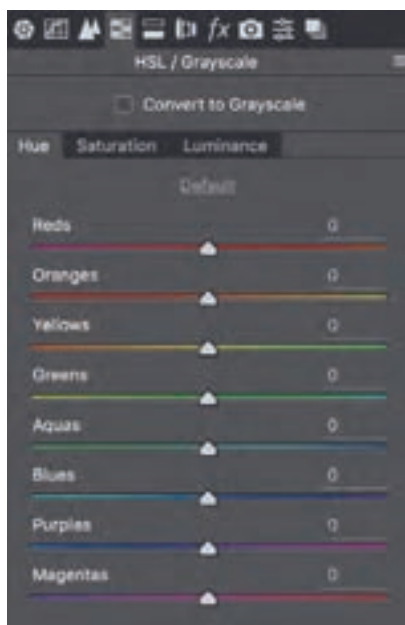 fx
HSL / Grayscale
Convert to Grayscale
Hue Saturation Luminance
Default
Reds 0
Oranges 0
Yellows 0
Greens 0
Aquas 0
Blues 0
Purples 0
Magentas 0